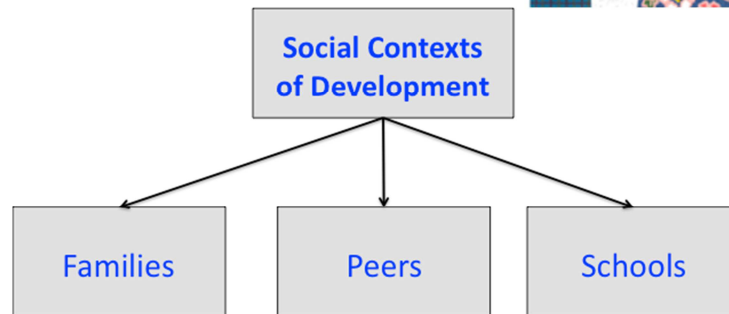 Social Contexts
of Development
Families
Peers
Schools